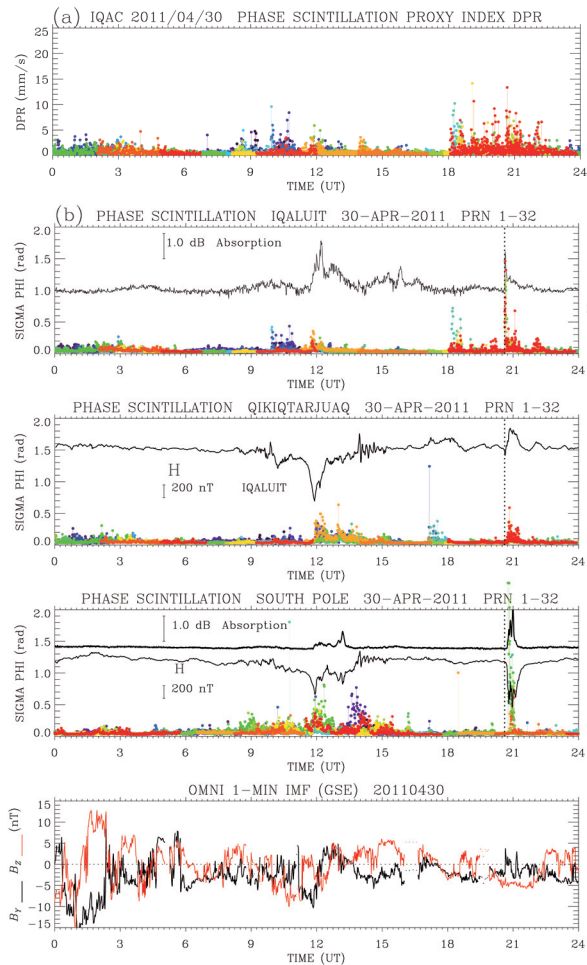 (a) IQAC 2011/04/30 PHASE SCINTILLATION PROXY INDEX DPR
DPR (mm/s)
25
20
15
10
5
0
0 3 6 9 12 15 18 21 24
TIME (UT)
(b) PHASE SCINTILLATION IQALUIT 30-APR-2011 PRN 1-32
SIGMA PHI (rad)
2.0
1.5
1.0
0.5
0.0
1.0 dB Absorption
0 3 6 9 12 15 18 21 24
TIME (UT)
PHASE SCINTILLATION QIKIQTARJUAQ 30-APR-2011 PRN 1-32
SIGMA PHI (rad)
2.0
1.5
1.0
0.5
0.0
H
200 nT IQALUIT
0 3 6 9 12 15 18 21 24
TIME (UT)
PHASE SCINTILLATION SOUTH POLE 30-APR-2011 PRN 1-32
SIGMA PHI (rad)
2.0
1.5
1.0
0.5
0.0
1.0 dB Absorption
H
200 nT
0 3 6 9 12 15 18 21 24
TIME (UT)
OMNI 1-MIN IMF (GSE) 20110430
BY BZ (nT)
15
10
5
0
-5
-10
-15
0 3 6 9 12 15 18 21 24
TIME (UT)